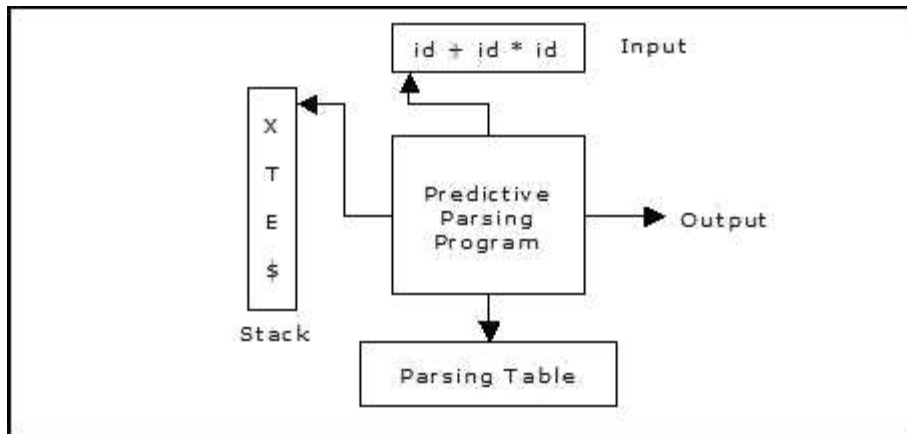 id + id * id
Input
X
T
E
$
Stack
Predictive
Parsing
Program
Output
Parsing Table